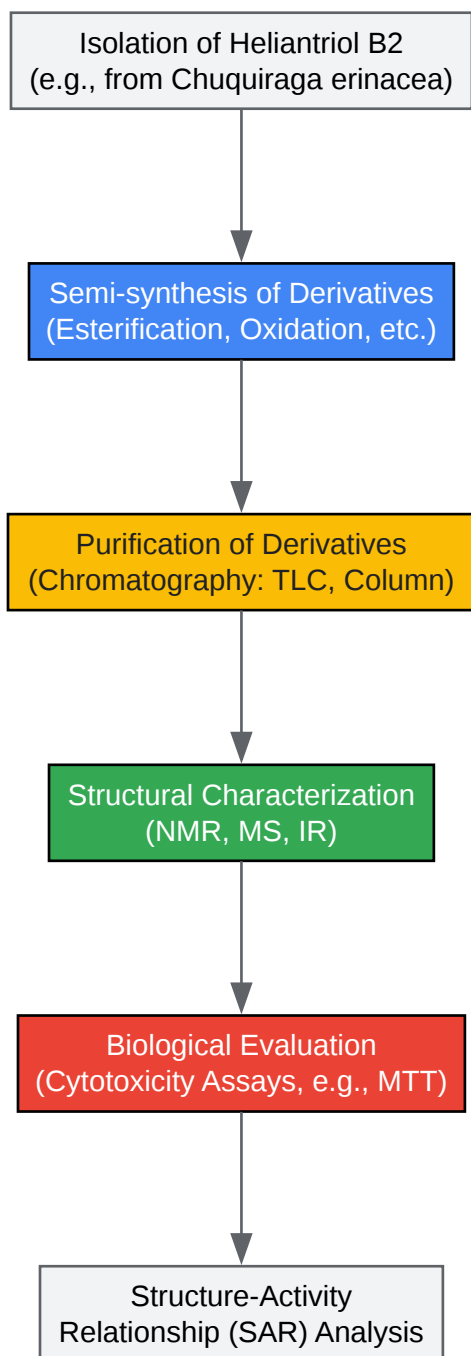 Isolation of Heliantriol B2
(e.g., from Chuquiraga erinacea)
Semi-synthesis of Derivatives
(Esterification, Oxidation, etc.)
Purification of Derivatives
(Chromatography: TLC, Column)
Structural Characterization
(NMR, MS, IR)
Biological Evaluation
(Cytotoxicity Assays, e.g., MTT)
Structure-Activity
Relationship (SAR) Analysis